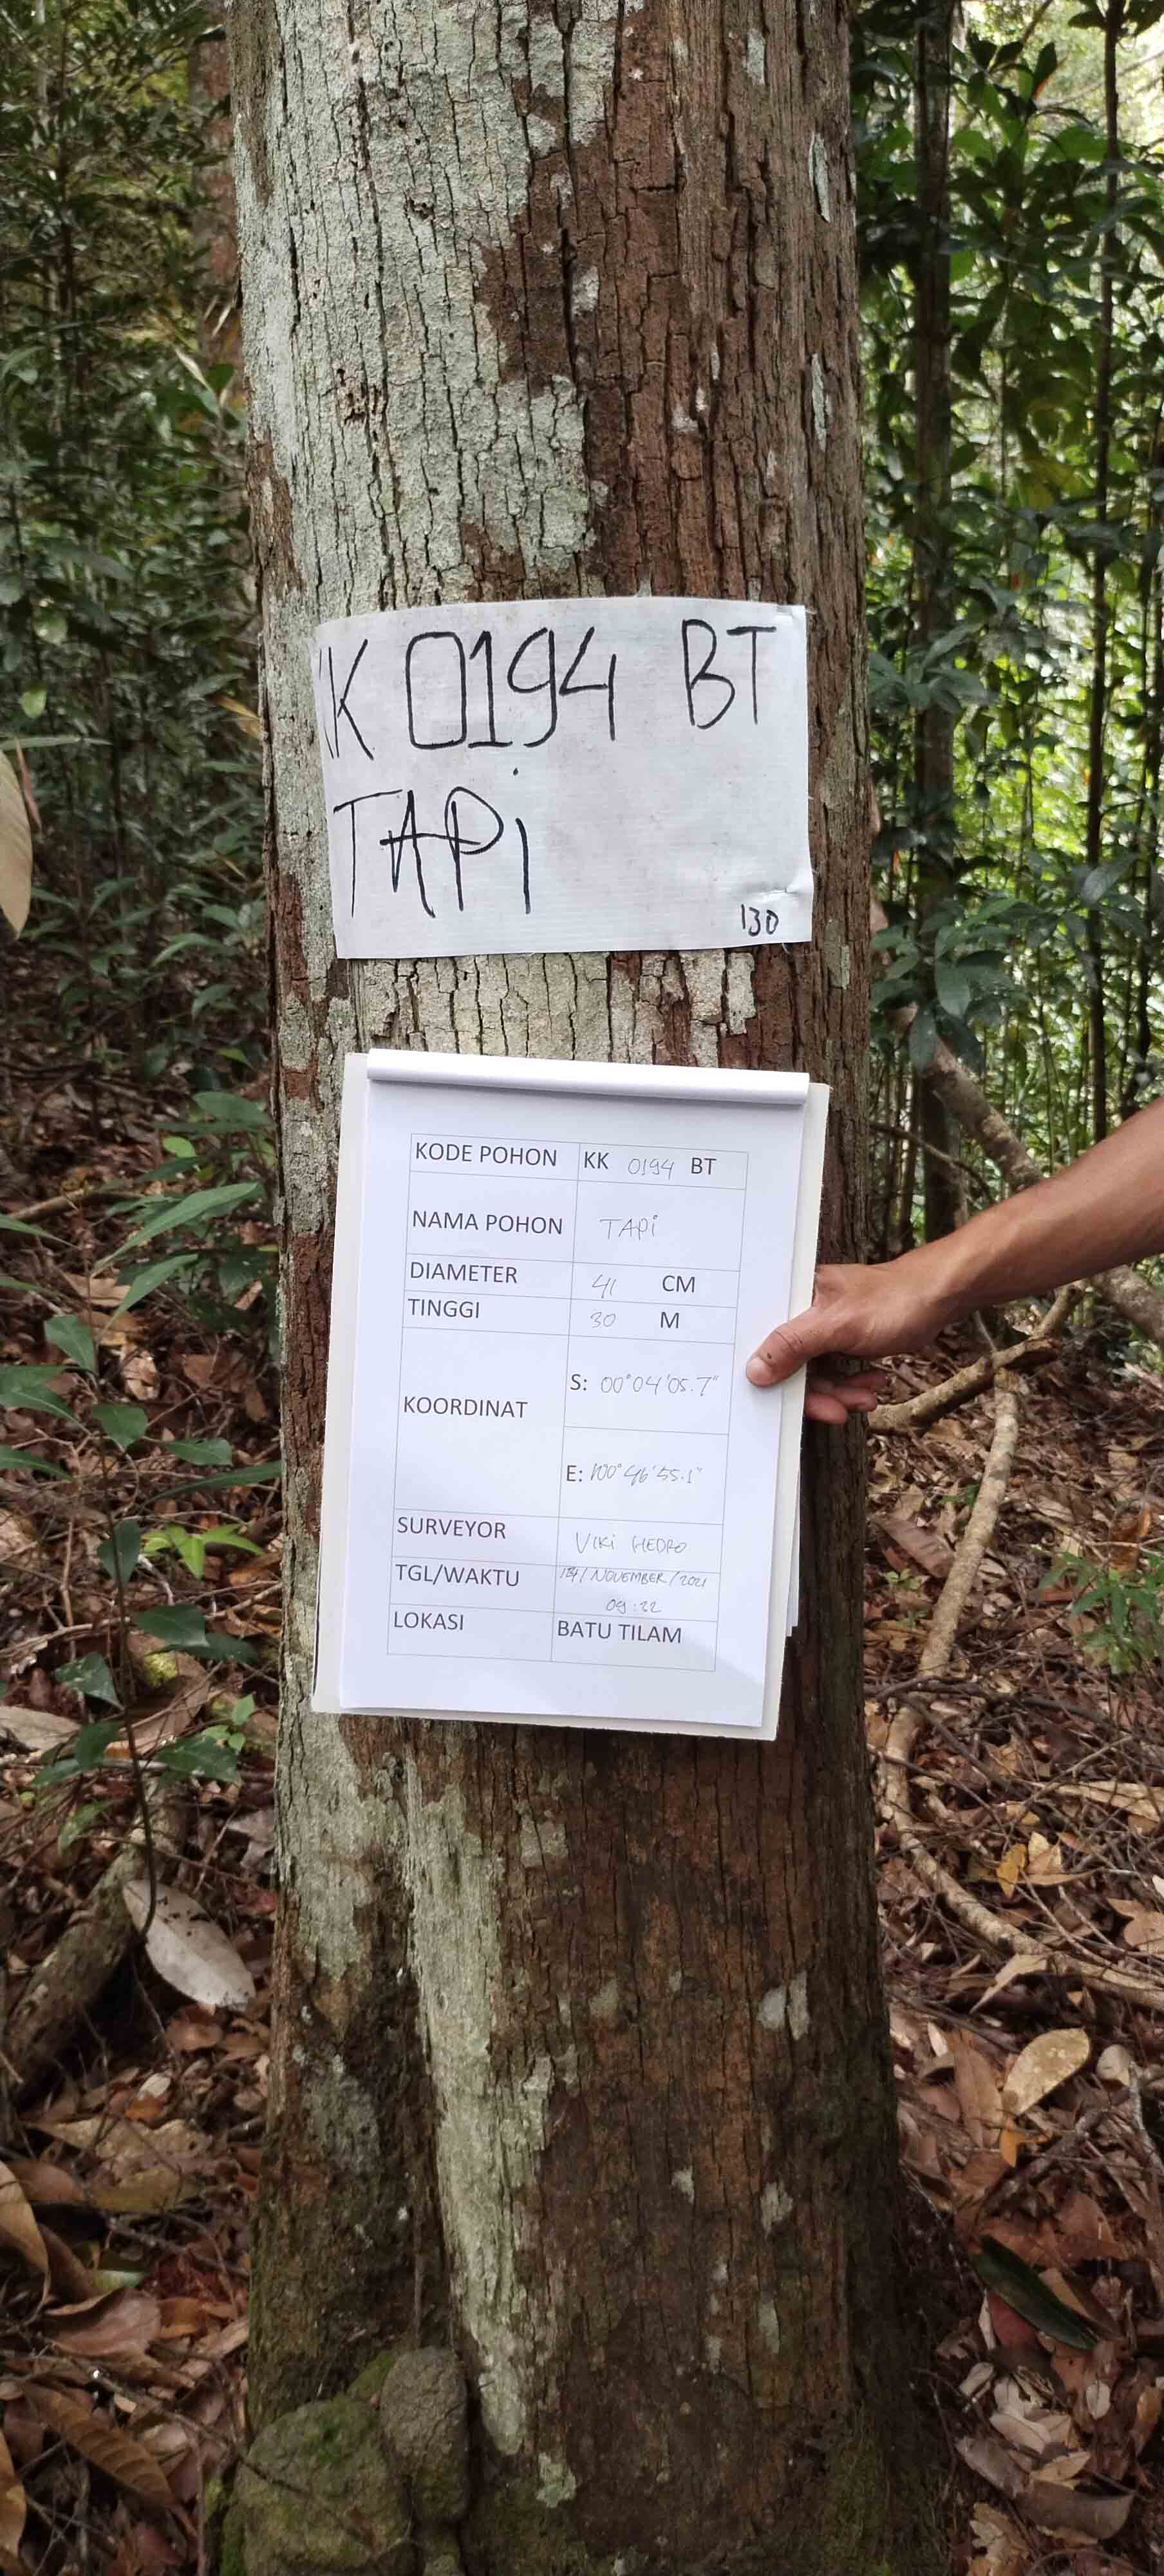 KK 0194 BT
TAPi
130
KODE POHON KK 0194 BT
NAMA POHON TAPi
DIAMETER 41 CM
TINGGI 30 M
KOORDINAT
S: 00°04'05.7"
E: 100°46'55.1"
SURVEYOR VIKI HEDRO
TGL/WAKTU /NOVEMBER/2021
09:22
LOKASI BATU TILAM